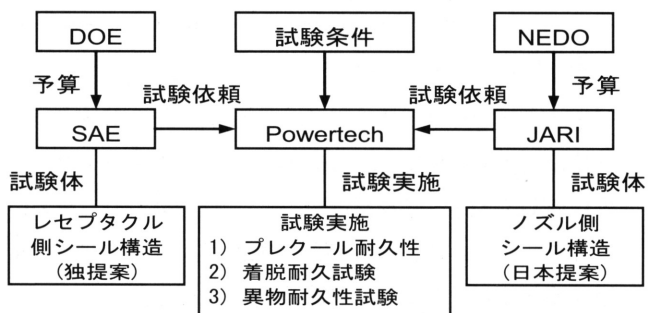 DOE
試験条件
NEDO
予算
予算
試験依頼
試験依頼
SAE
Powertech
JARI
試験体
試験実施
試験体
レセプタクル
側シール構造
(独提案)
試験実施
1) プレクール耐久性
2) 着脱耐久試験
3) 異物耐久性試験
ノズル側
シール構造
(日本提案)